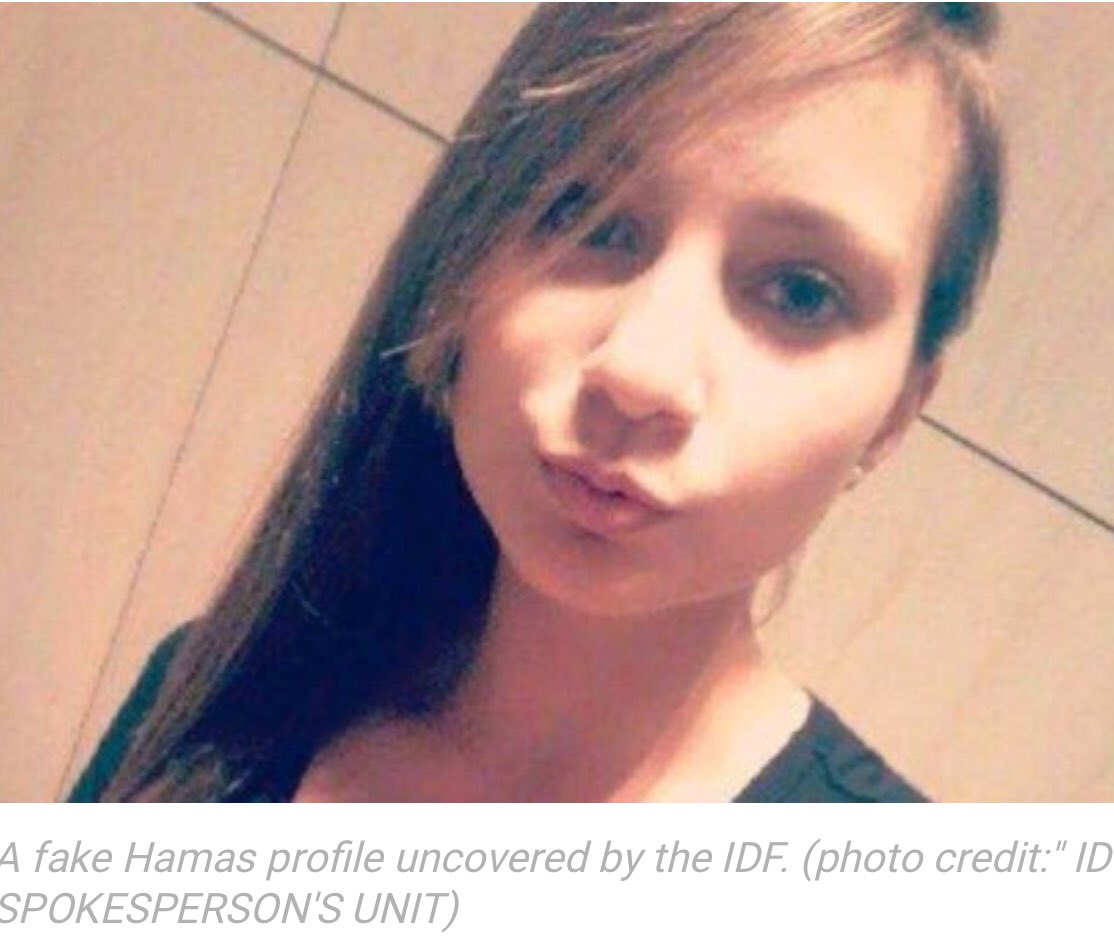 A fake Hamas profile uncovered by the IDF. (photo credit:" ID
SPOKESPERSON'S UNIT)